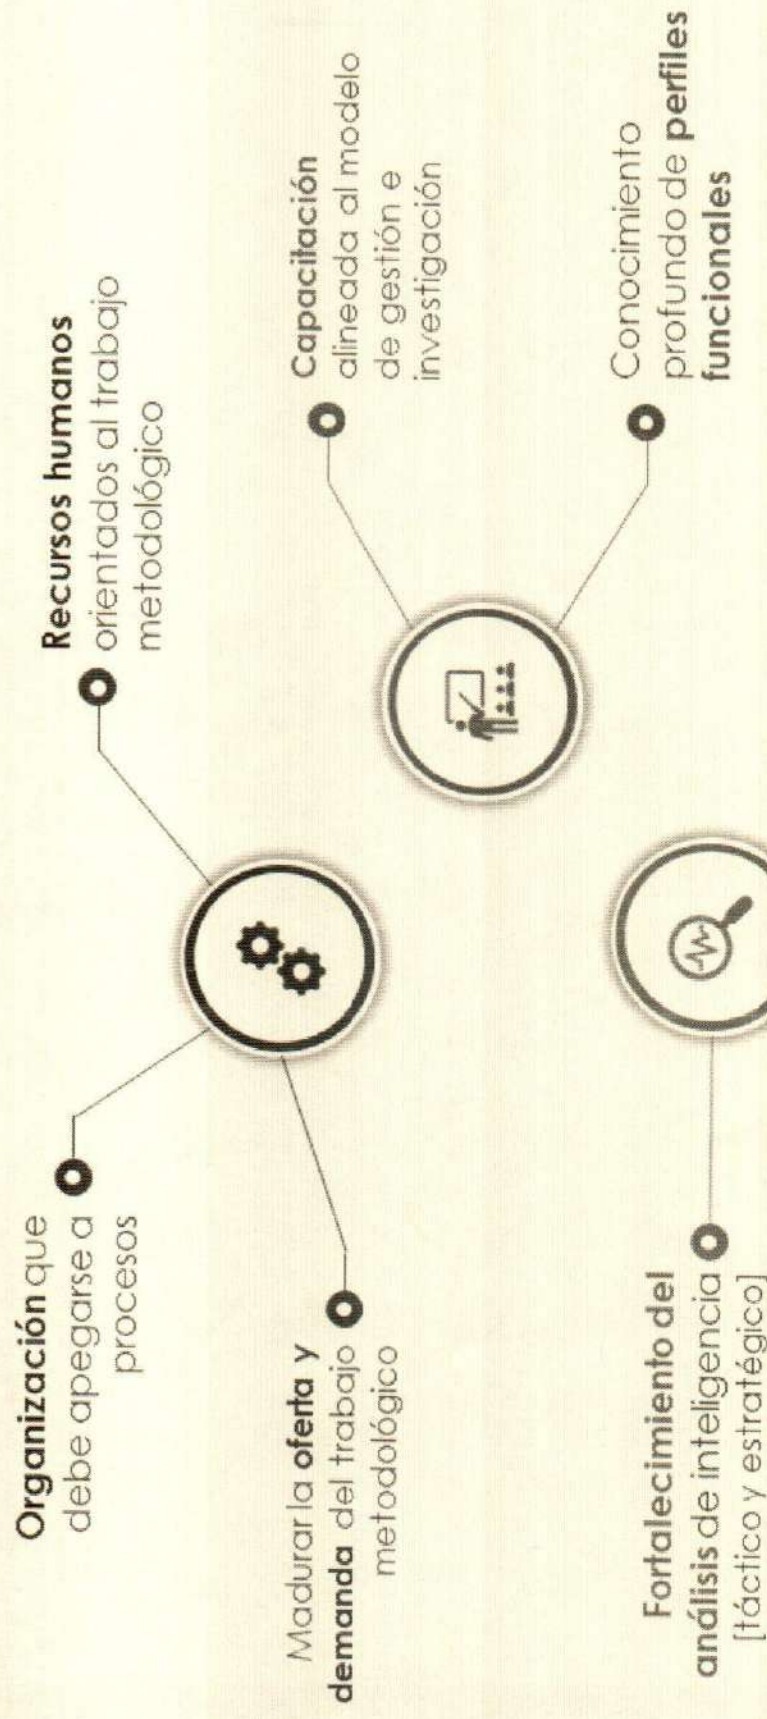 Organización que
debe apegarse a
procesos
Recursos humanos
orientados al trabajo
metodológico
Madurar la oferta y
demanda del trabajo
metodológico
Capacitación
alineada al modelo
de gestión e
investigación
Conocimiento
profundo de perfiles
funcionales
Fortalecimiento del
análisis de inteligencia
[táctico y estratégico]